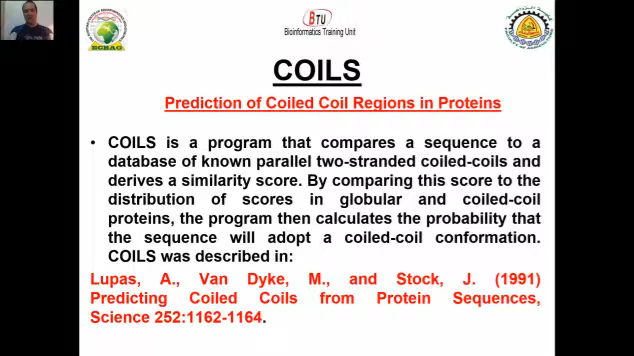 BTU
Bioinformatics Training Unit
ECRAG
COILS
Prediction of Coiled Coil Regions in Proteins
• COILS is a program that compares a sequence to a
database of known parallel two-stranded coiled-coils and
derives a similarity score. By comparing this score to the
distribution of scores in globular and coiled-coil
proteins, the program then calculates the probability that
the sequence will adopt a coiled-coil conformation.
COILS was described in:
Lupas, A., Van Dyke, M., and Stock, J. (1991)
Predicting Coiled Coils from Protein Sequences,
Science 252:1162-1164.